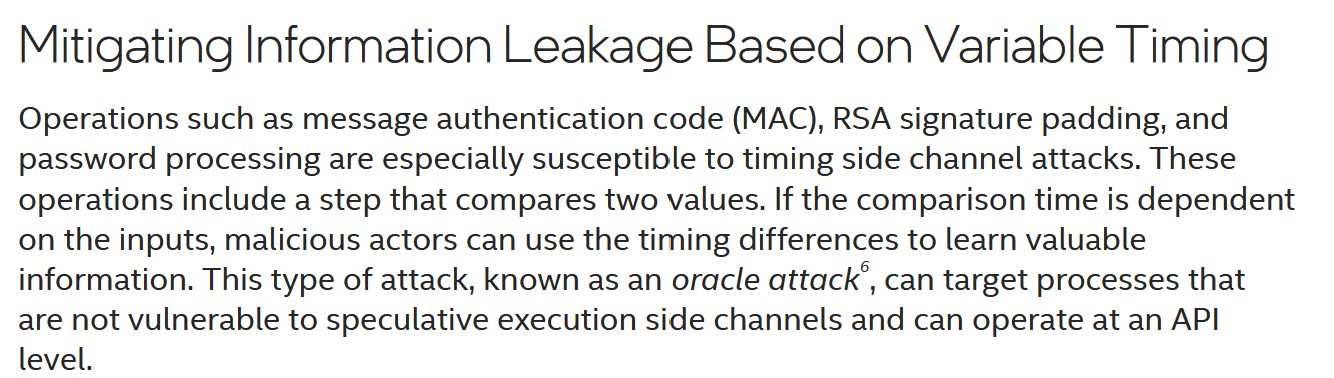 Mitigating Information Leakage Based on Variable Timing
Operations such as message authentication code (MAC), RSA signature padding, and
password processing are especially susceptible to timing side channel attacks. These
operations include a step that compares two values. If the comparison time is dependent
on the inputs, malicious actors can use the timing differences to learn valuable
information. This type of attack, known as an oracle attack⁶, can target processes that
are not vulnerable to speculative execution side channels and can operate at an API
level.